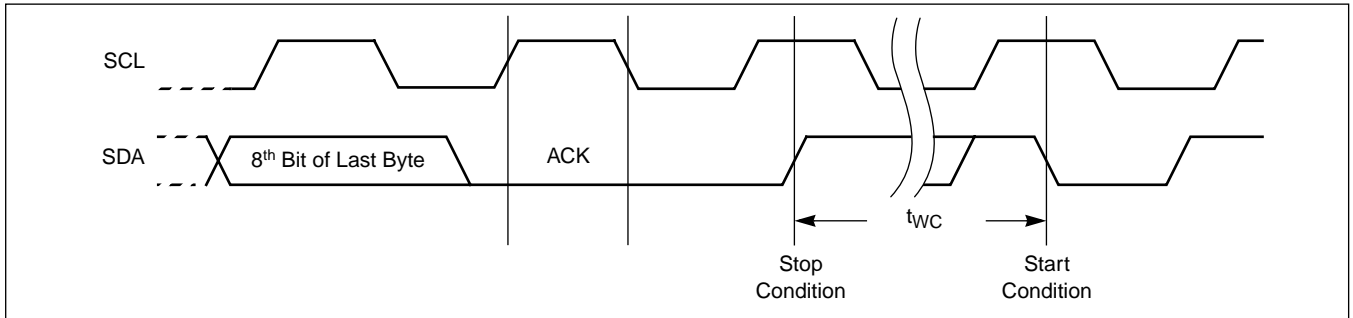 SCL
SDA
8th Bit of Last Byte
ACK
tWC
Stop
Condition
Start
Condition